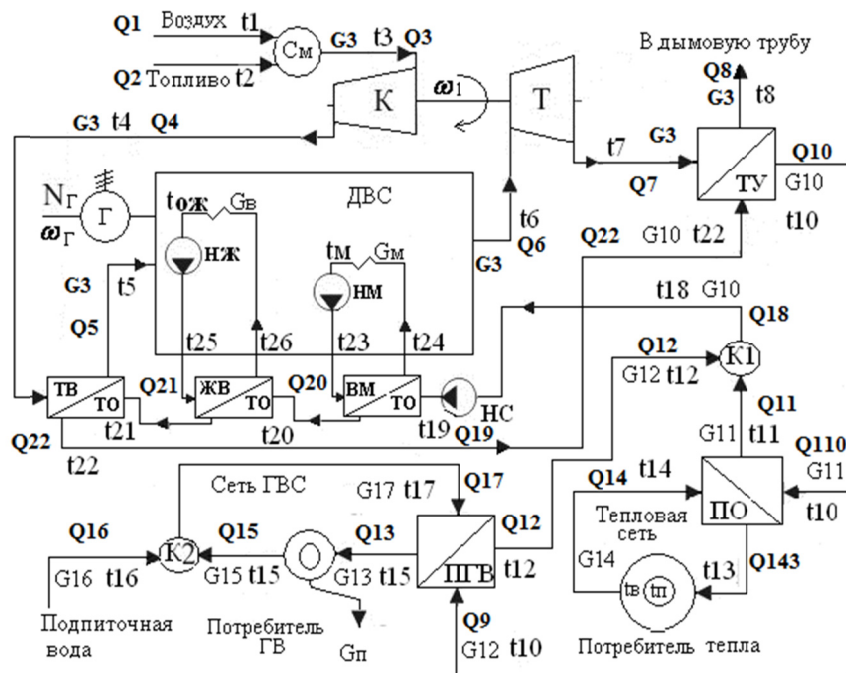 Q1 Воздух t1
Q2 Топливо t2
См
G3 t3 Q3
К
ω1
Т
В дымовую трубу
Q8
G3 t8
G3 t4 Q4
t7 G3
Q7
ТУ
Q10
G10
t10
Nг
ωг
Г
ДВС
tож Gв
нж
tм Gм
нм
t6
Q6
G3
Q22 G10 t22
G3 t5
Q5
t25 t26 t23 t24
t18 G10
Q18
Q12
G12 t12
К1
ТВ ТО
Q21
ЖВ ТО
Q20
ВМ ТО
НС
Q22
t22
t21
t20
t19 Q19
Q11
G11 t11
Q110
G11
t10
Q14 t14
ПО
Сеть ГВС
G17 t17
Q17
Тепловая
сеть
G14
t13
Q143
tв tп
Потребитель тепла
Q16
G16 t16
К2
Q15
G15 t15
О
Q13
G13 t15
ПГВ
Q12
t12
Подпиточная
вода
Потребитель
ГВ
Gп
Q9
G12 t10